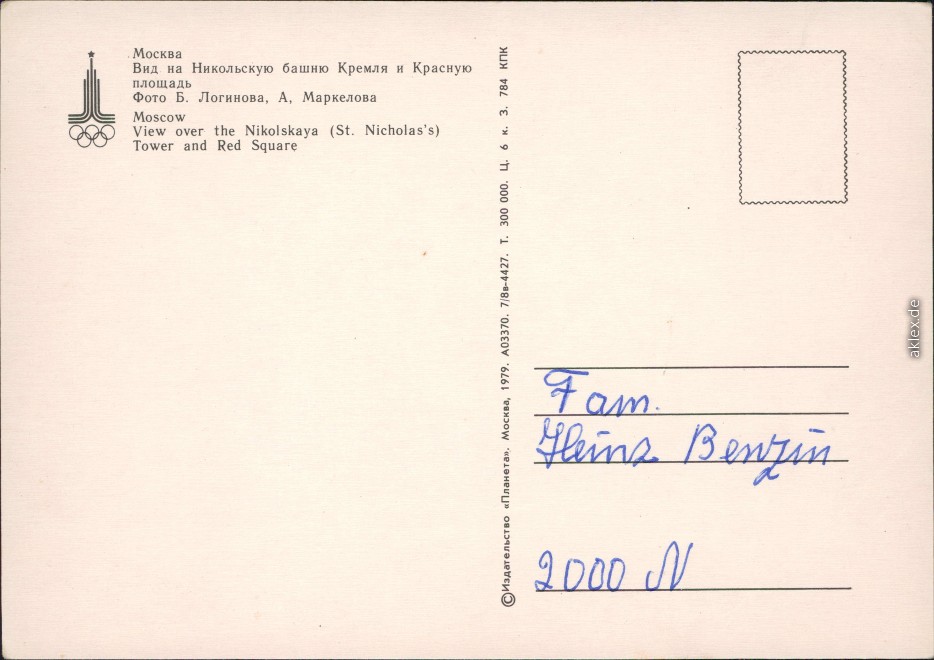 Москва
Вид на Никольскую башню Кремля и Красную
площадь
Фото Б. Логинова, А, Маркелова
Moscow
View over the Nikolskaya (St. Nicholas's)
Tower and Red Square
©Издательство «Планета». Москва, 1979. А03370. 7/8в-4427. Т. 300 000. Ц. 6 к. З. 784 КПК
Fam.
Heinz Benzin
2000 N
aklex.de